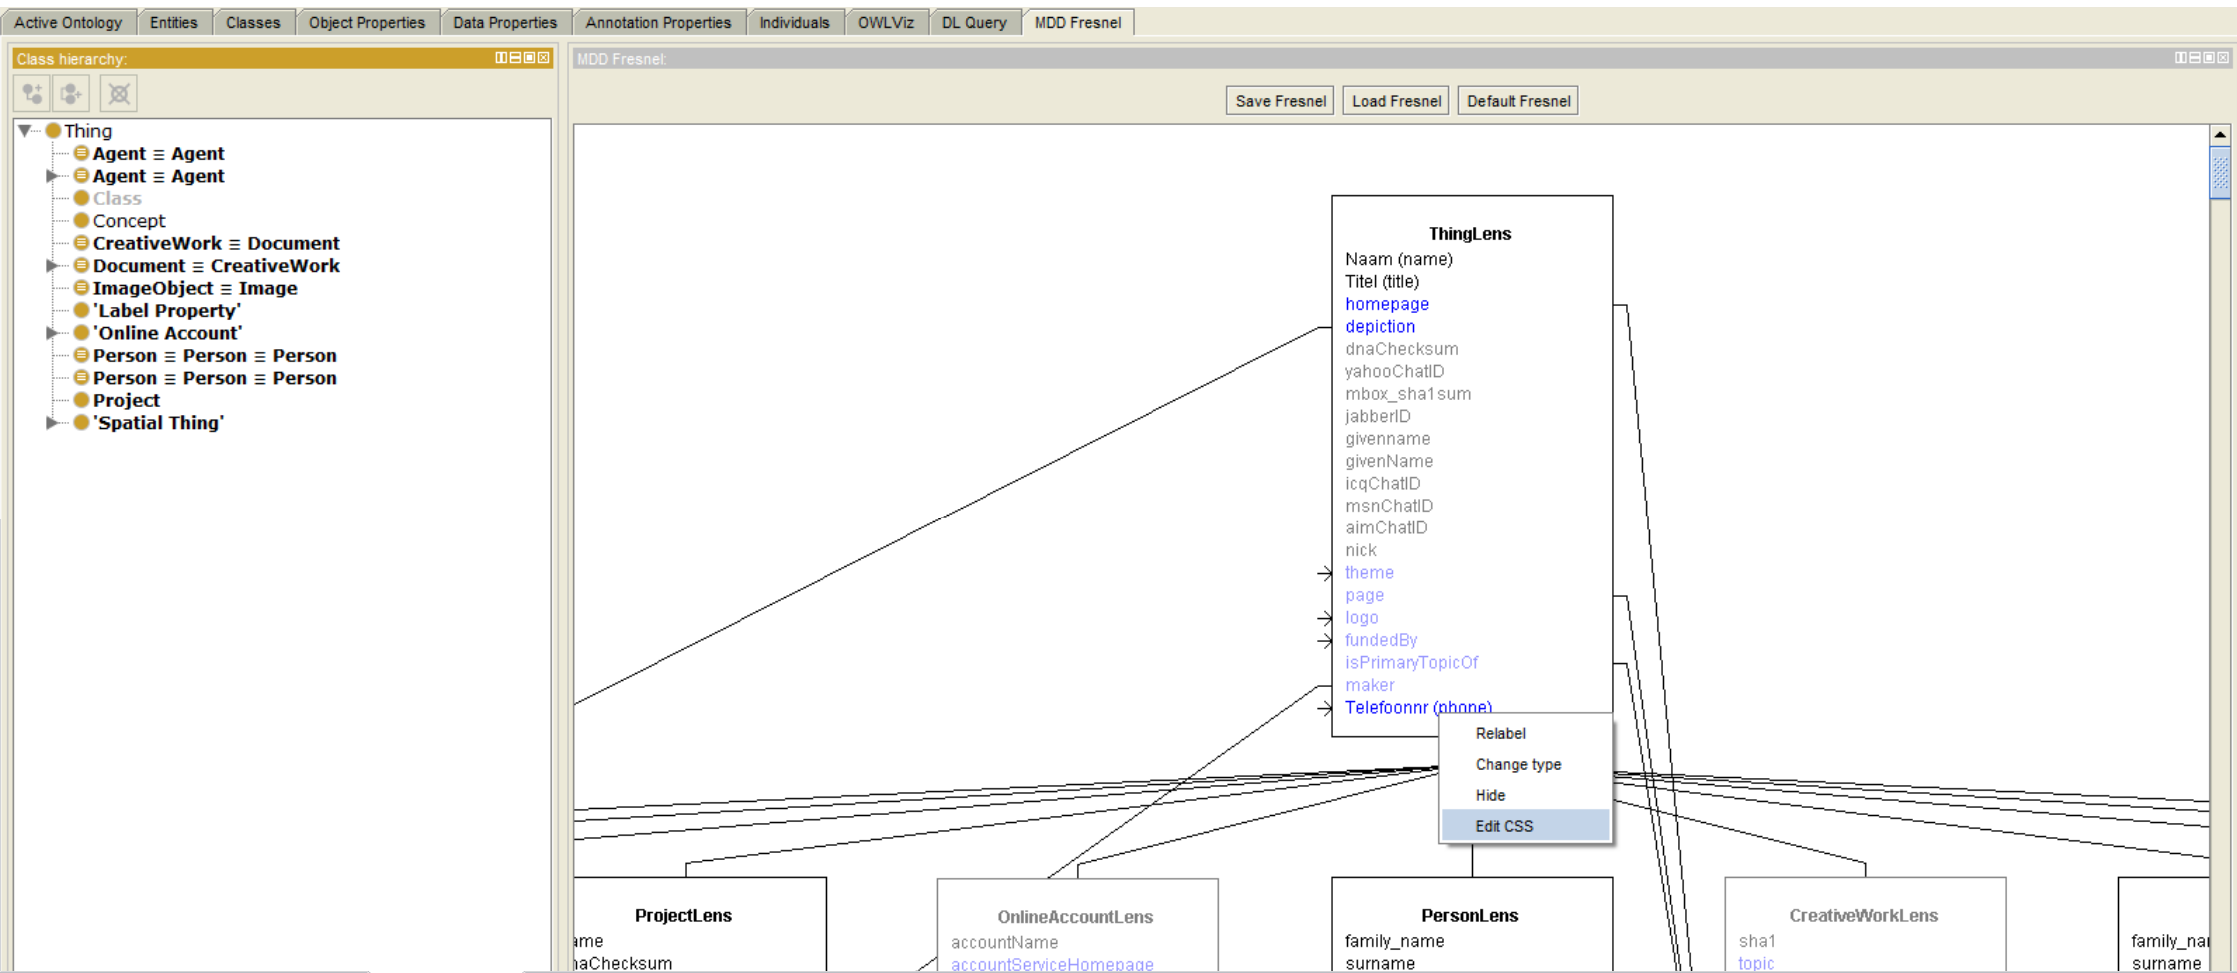 Active Ontology Entities Classes Object Properties Data Properties Annotation Properties Individuals OWLViz DL Query MDD Fresnel
Class hierarchy:
Thing
Agent ≡ Agent
Agent ≡ Agent
Class
Concept
CreativeWork ≡ Document
Document ≡ CreativeWork
ImageObject ≡ Image
'Label Property'
'Online Account'
Person ≡ Person ≡ Person
Person ≡ Person ≡ Person
Project
'Spatial Thing'
MDD Fresnel:
Save Fresnel Load Fresnel Default Fresnel
ThingLens
Naam (name)
Titel (title)
homepage
depiction
dnaChecksum
yahooChatID
mbox_sha1sum
jabberID
givenname
givenName
icqChatID
msnChatID
aimChatID
nick
theme
page
logo
fundedBy
isPrimaryTopicOf
maker
Telefoonnr (phone)
Relabel
Change type
Hide
Edit CSS
ProjectLens
ame
naChecksum
OnlineAccountLens
accountName
accountServiceHomepage
PersonLens
family_name
surname
CreativeWorkLens
sha1
topic
family_nar
surname